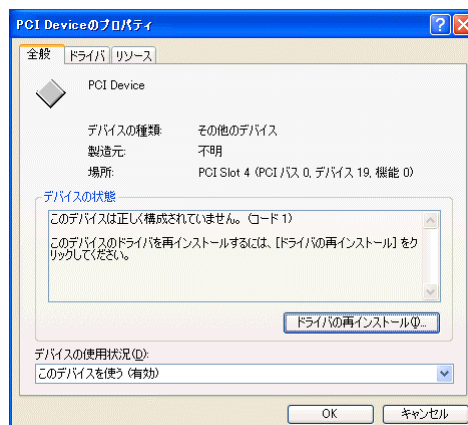 PCI Deviceのプロパティ
全般 ドライバ リソース
PCI Device
デバイスの種類: その他のデバイス
製造元: 不明
場所: PCI Slot 4 (PCI バス 0, デバイス 19, 機能 0)
デバイスの状態
このデバイスは正しく構成されていません。 (コード 1)
このデバイスのドライバを再インストールするには、[ドライバの再インストール] をク
リックしてください。
ドライバの再インストール(I)...
デバイスの使用状況(D):
このデバイスを使う (有効)
OK キャンセル